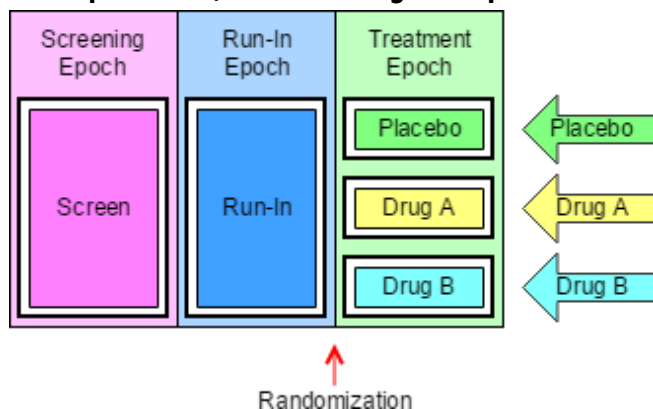 Screening
Epoch
Run-In
Epoch
Treatment
Epoch
Screen
Run-In
Placebo
Drug A
Drug B
Placebo
Drug A
Drug B
Randomization